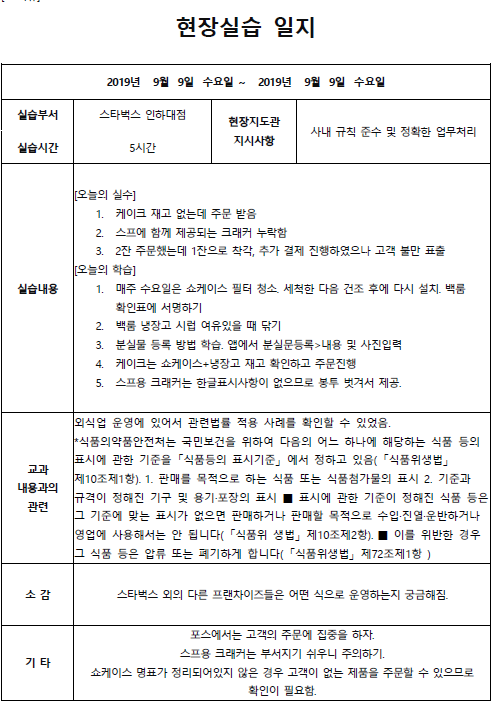 현장실습 일지
2019년 9월 9일 수요일 ~ 2019년 9월 9일 수요일
실습부서
스타벅스 인하대점
현장지도관
지시사항
사내 규칙 준수 및 정확한 업무처리
실습시간
5시간
실습내용
[오늘의 실수]
1. 케이크 재고 없는데 주문 받음
2. 스프에 함께 제공되는 크래커 누락함
3. 2잔 주문했는데 1잔으로 착각, 추가 결제 진행하였으나 고객 불만 표출
[오늘의 학습]
1. 매주 수요일은 쇼케이스 필터 청소. 세척한 다음 건조 후에 다시 설치. 백룸
확인표에 서명하기
2. 백룸 냉장고 시럽 여유있을 때 닦기
3. 분실물 등록 방법 학습. 앱에서 분실문등록>내용 및 사진입력
4. 케이크는 쇼케이스+냉장고 재고 확인하고 주문진행
5. 스프용 크래커는 한글표시사항이 없으므로 봉투 벗겨서 제공.
교과
내용과의
관련
외식업 운영에 있어서 관련법률 적용 사례를 확인할 수 있었음.
*식품의약품안전처는 국민보건을 위하여 다음의 어느 하나에 해당하는 식품 등의
표시에 관한 기준을「식품등의 표시기준」에서 정하고 있음(「식품위생법」
제10조제1항). 1. 판매를 목적으로 하는 식품 또는 식품첨가물의 표시 2. 기준과
규격이 정해진 기구 및 용기·포장의 표시 ■ 표시에 관한 기준이 정해진 식품 등은
그 기준에 맞는 표시가 없으면 판매하거나 판매할 목적으로 수입·진열·운반하거나
영업에 사용해서는 안 됩니다(「식품위 생법」제10조제2항). ■ 이를 위반한 경우
그 식품 등은 압류 또는 폐기하게 합니다(「식품위생법」제72조제1항 )
소 감
스타벅스 외의 다른 프랜차이즈들은 어떤 식으로 운영하는지 궁금해짐.
기 타
포스에서는 고객의 주문에 집중을 하자.
스프용 크래커는 부서지기 쉬우니 주의하기.
쇼케이스 명표가 정리되어있지 않은 경우 고객이 없는 제품을 주문할 수 있으므로
확인이 필요함.